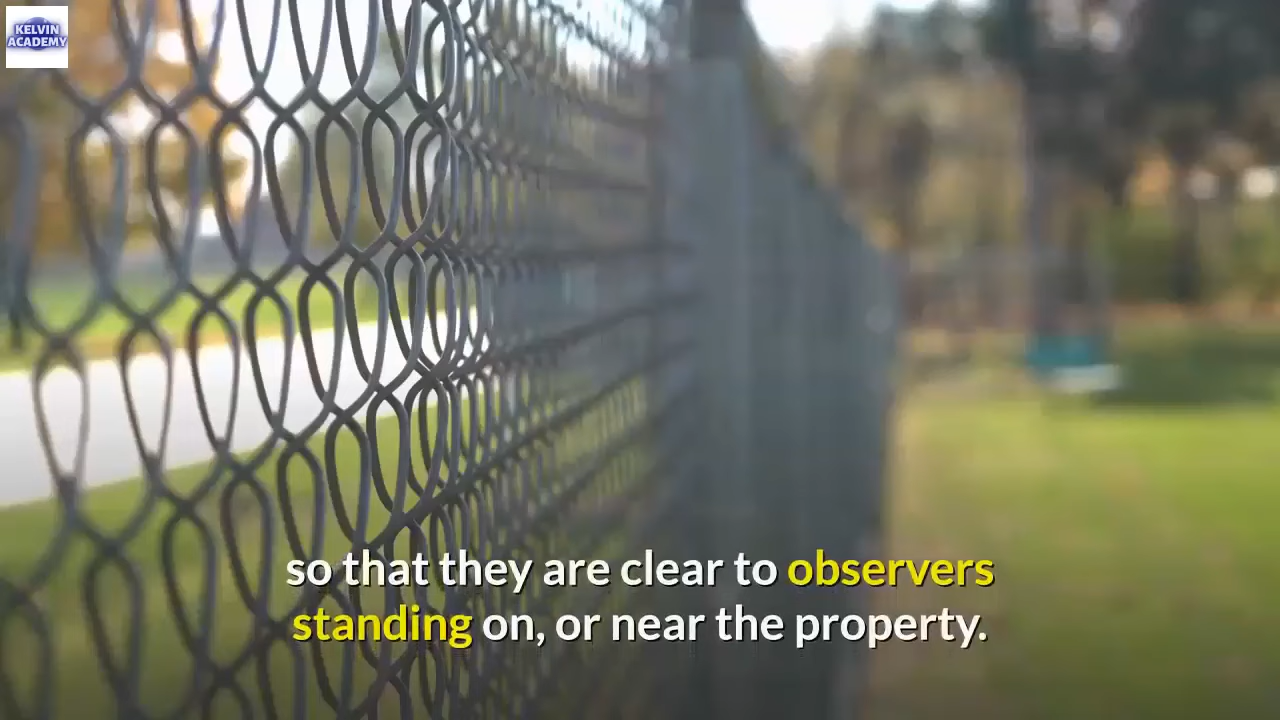 KELVIN
ACADEMY
so that they are clear to observers
standing on, or near the property.